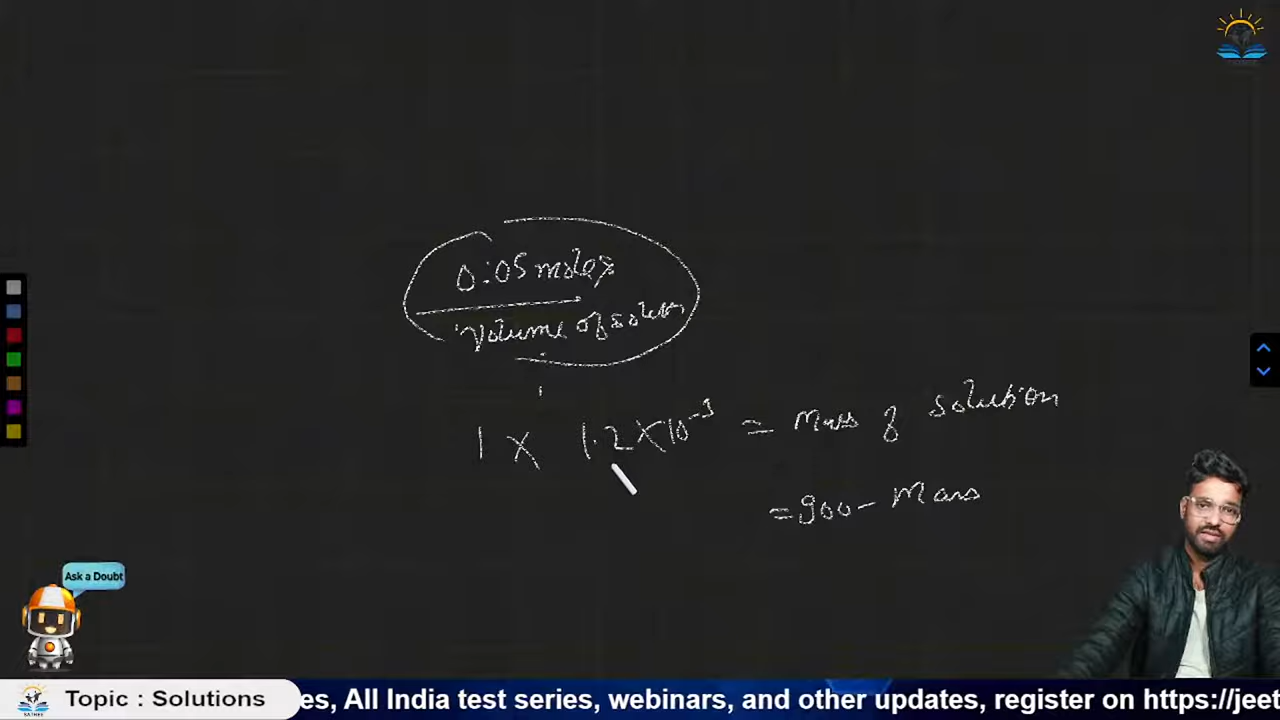 0.05 moles
Volume of solution
1 x 1.2 x 10⁻³ = Mass of solution
= 900 - Mass
Ask a Doubt
SATHEE
Topic : Solutions
es, All India test series, webinars, and other updates, register on https://jeet